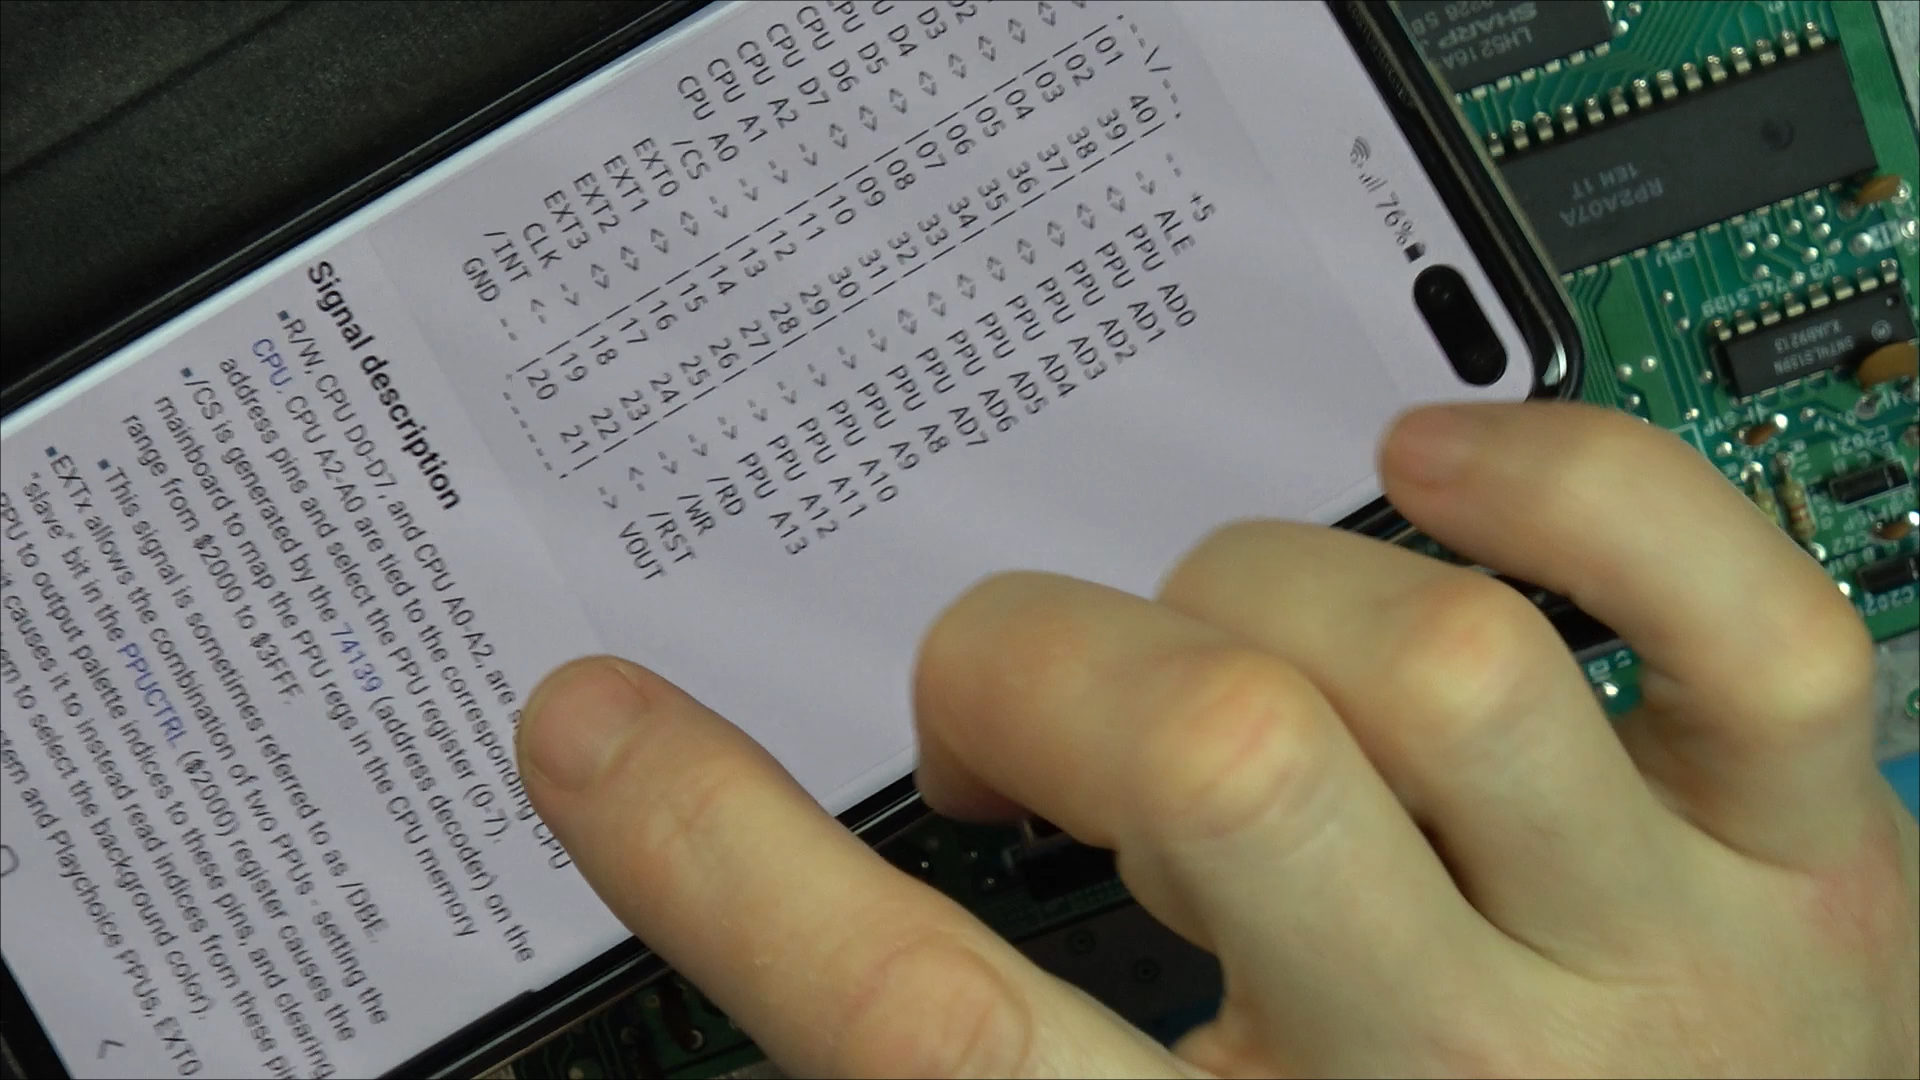 .--\/--.
|01 40| -- +5
|02 39| -> ALE
<> |03 38| <> PPU AD0
D2 <> |04 37| <> PPU AD1
D3 <> |05 36| <> PPU AD2
U D4 <> |06 35| <> PPU AD3
PU D5 <> |07 34| <> PPU AD4
CPU D6 <> |08 33| <> PPU AD5
CPU D7 <> |09 32| <> PPU AD6
CPU A2 -> |10 31| <> PPU AD7
CPU A1 -> |11 30| -> PPU A8
CPU A0 -> |12 29| -> PPU A9
/CS -> |13 28| -> PPU A10
EXT0 <> |14 27| -> PPU A11
EXT1 <> |15 26| -> PPU A12
EXT2 <> |16 25| -> PPU A13
EXT3 <> |17 24| -> /RD
CLK -> |18 23| -> /WR
/INT <- |19 22| <- /RST
GND -- |20 21| -> VOUT
Signal description
R/W, CPU D0-D7, and CPU A0-A2, are corresponding CPU
address pins and select the PPU register (0-7).
CPU, CPU A2-A0 are tied to the
/CS is generated by the 74139 (address decoder) on the
mainboard to map the PPU regs in the CPU memory
range from $2000 to $3FFF.
This signal is sometimes referred to as /DBE.
EXTx allows the combination of two PPUs - setting the
"slave" bit in the PPUCTRL ($2000) register causes the
PPU to output palette indices to these pins, and clearing
it causes it to instead read indices from these pi
to select the background color).
and Playchoice PPUs, EXT0
76%
SHARP
LH5216A
RP2A07A
1EM 1T
CPU
U3
74LS139
SN74LS139N
KJAB9213
C202